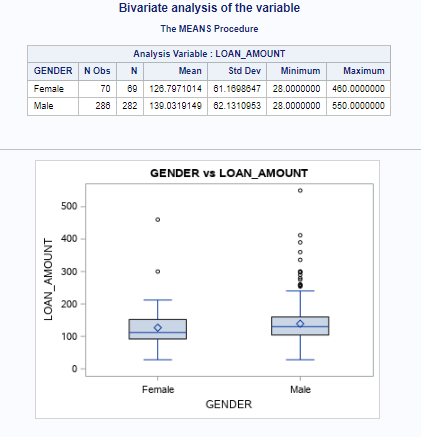 Bivariate analysis of the variable
The MEANS Procedure
Analysis Variable : LOAN_AMOUNT
GENDER N Obs N Mean Std Dev Minimum Maximum
Female 70 69 126.7971014 61.1698647 28.0000000 460.0000000
Male 286 282 139.0319149 62.1310953 28.0000000 550.0000000
GENDER vs LOAN_AMOUNT
500
400
300
200
100
0
LOAN_AMOUNT
Female Male
GENDER